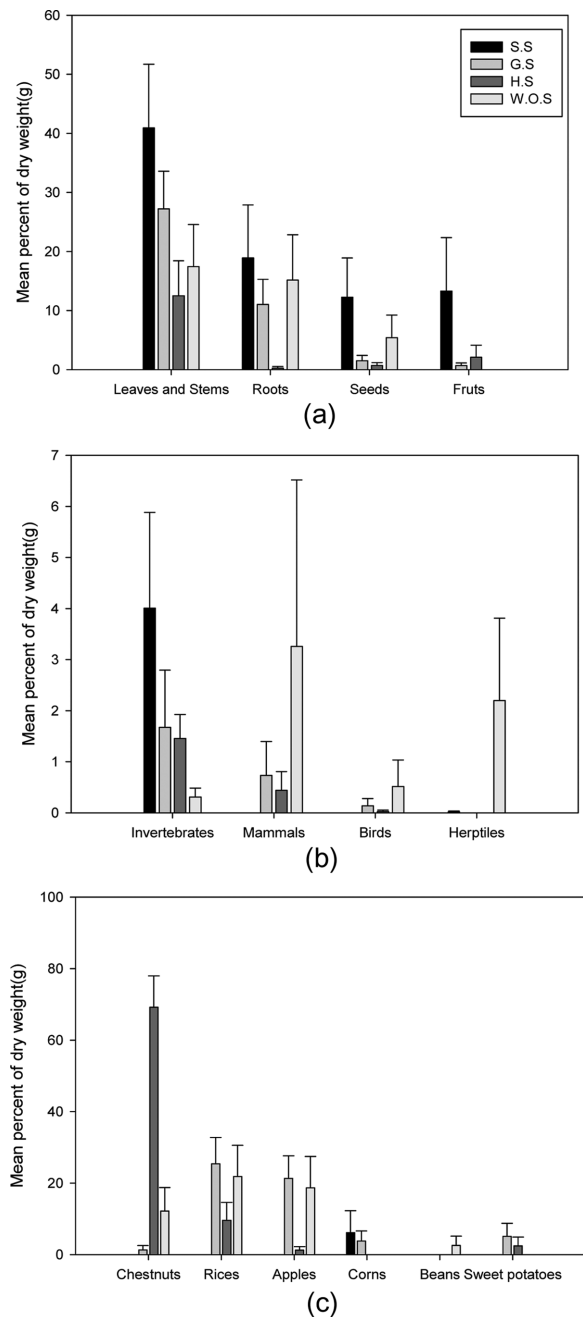 60
50
40
30
20
10
0
Mean percent of dry weight(g)
S.S
G.S
H.S
W.O.S
Leaves and Stems Roots Seeds Fruts
(a)
7
6
5
4
3
2
1
0
Mean percent of dry weight(g)
Invertebrates Mammals Birds Herptiles
(b)
100
80
60
40
20
0
Mean percent of dry weight(g)
Chestnuts Rices Apples Corns Beans Sweet potatoes
(c)